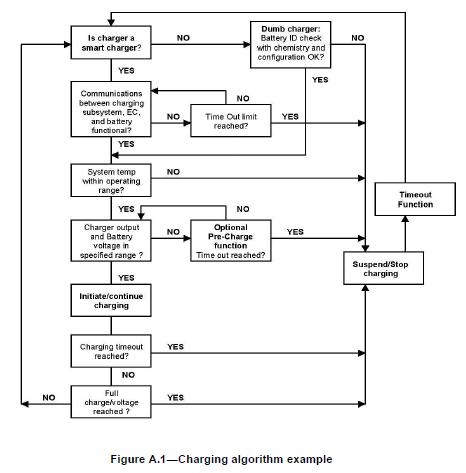 Is charger a
smart charger?
NO
Dumb charger:
Battery ID check
with chemistry and
configuration OK?
NO
YES
YES
Communications
between charging
subsystem, EC,
and battery
functional?
NO
NO
Time Out limit
reached?
YES
YES
System temp
within operating
range?
NO
YES
Charger output
and Battery
voltage in
specified range ?
NO
NO
Optional
Pre-Charge
function
Time out reached?
YES
Timeout
Function
Suspend/Stop
charging
YES
Initiate/continue
charging
Charging timeout
reached?
YES
NO
NO
Full
charge/voltage
reached ?
YES
Figure A.1—Charging algorithm example